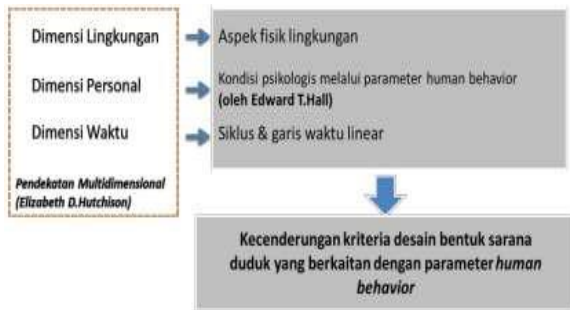 Dimensi Lingkungan
Aspek fisik lingkungan
Dimensi Personal
Kondisi psikologis melalui parameter human behavior
(oleh Edward T.Hall)
Dimensi Waktu
Siklus & garis waktu linear
Pendekatan Multidimensional
(Elizabeth D.Hutchison)
Kecenderungan kriteria desain bentuk sarana
duduk yang berkaitan dengan parameter human
behavior